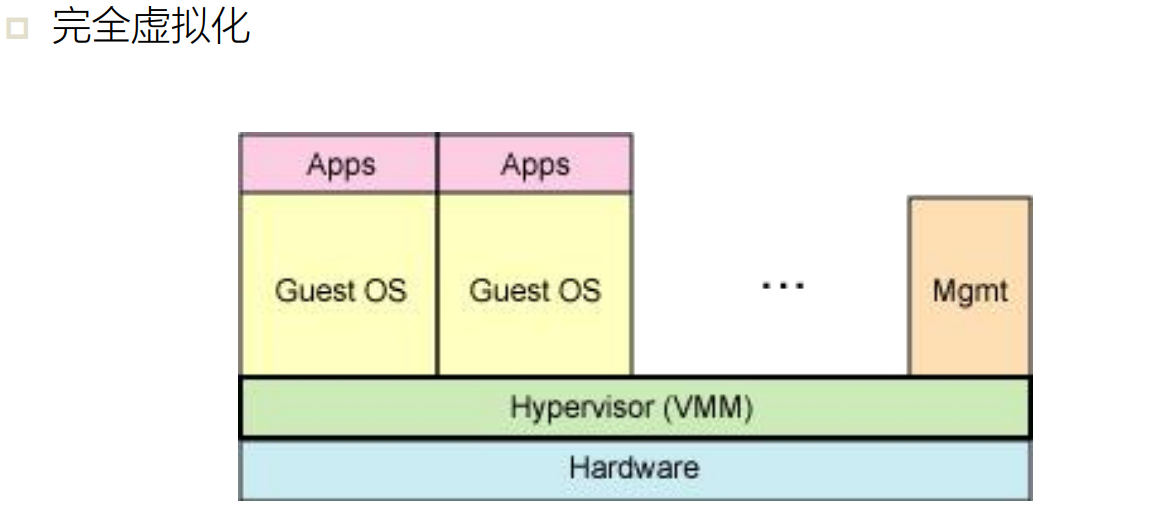 完全虚拟化
Apps
Apps
Guest OS
Guest OS
...
Mgmt
Hypervisor (VMM)
Hardware